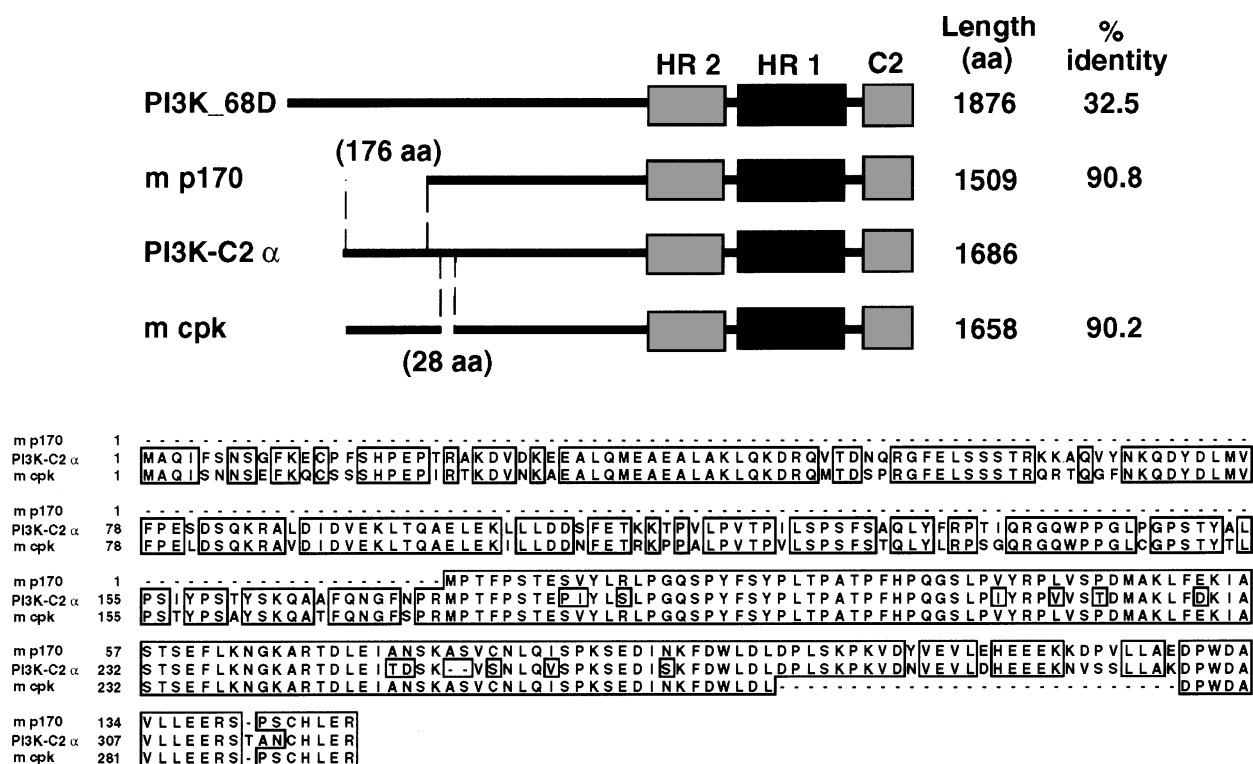 Length (aa)
% identity
HR 2 HR 1 C2
PI3K_68D 1876 32.5
(176 aa)
m p170 1509 90.8
PI3K-C2 α 1686
m cpk 1658 90.2
(28 aa)
m p170 1 -----------------------------------------------------------------------------
PI3K-C2 α 1 MAQIFSNSGFKECPFSHPEPTRAKDVDKEEALQMEAEALAKLQKDRQVTDNQRGFELSSSTRKKAQVYNKQDYDLMV
m cpk 1 MAQISNNSEFKQCSSSHPEPIRTKDVNKAEALQMEAEALAKLQKDRQMTDSPRGFELSSSTRQRTQGFNKQDYDLMV
m p170 1 -----------------------------------------------------------------------------
PI3K-C2 α 78 FPESDSQKRALDIDVEKLTQAELEKLLLDDSFETKKTPVLPVTPILSPSFSAQLYFRPTIQRGQWPPGLPGPSTYAL
m cpk 78 FPELDSQKRAVDIDVEKLTQAELEKILLDDNFETRKPPALPVTPVLSPSFSTQLYLRPSGQRGQWPPGLCGPSTYTL
m p170 1 ---------------------MPTFPSTESVYLRLPGQSPYFSYPLTPATPFHPQGSLPVYRPLVSPDMAKLFEKIA
PI3K-C2 α 155 PSIYPSTYSKQAAFQNGFNPRMPTFPSTEPIYLSLPGQSPYFSYPLTPATPFHPQGSLPIYRPVVSTDMAKLFDKIA
m cpk 155 PSTYPSAYSKQATFQNGFSPRMPTFPSTESVYLRLPGQSPYFSYPLTPATPFHPQGSLPVYRPLVSPDMAKLFEKIA
m p170 57 STSEFLKNGKARTDLEIANSKASVCNLQISPKSEDINKFDWLDLDPLSKPKVDYVEVLEHEEEKKDPVLLAEDPWDA
PI3K-C2 α 232 STSEFLKNGKARTDLEITDSK--VSNLQVSPKSEDISKFDWLDLDPLSKPKVDNVEVLDHEEEKNVSSLLAKDPWDA
m cpk 232 STSEFLKNGKARTDLEIANSKASVCNLQISPKSEDINKFDWLDL----------------------------DPWDA
m p170 134 VLLEERS-PSCHLER
PI3K-C2 α 307 VLLEERSTANCHLER
m cpk 281 VLLEERS-PSCHLER